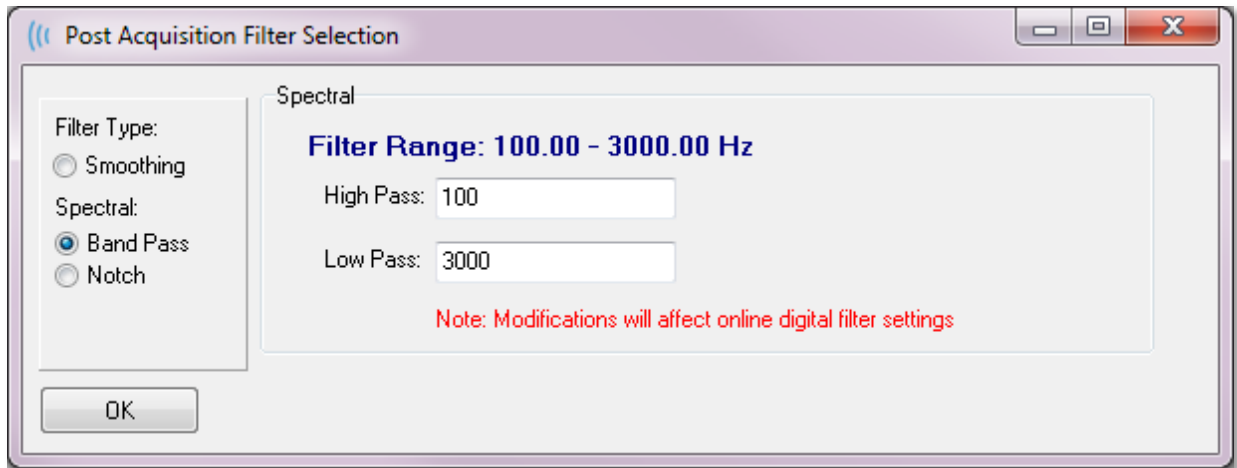 Post Acquisition Filter Selection
Filter Type:
Smoothing
Spectral:
Band Pass
Notch
OK
Spectral
Filter Range: 100.00 - 3000.00 Hz
High Pass: 100
Low Pass: 3000
Note: Modifications will affect online digital filter settings